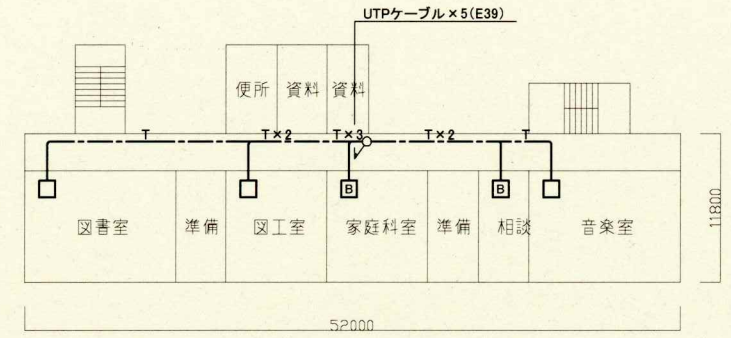 UTPケーブル×5(E39)
便所 資料 資料
T T×2 T×3 T×2 T
B B
図書室 準備 図工室 家庭科室 準備 相談 音楽室
11800
52000